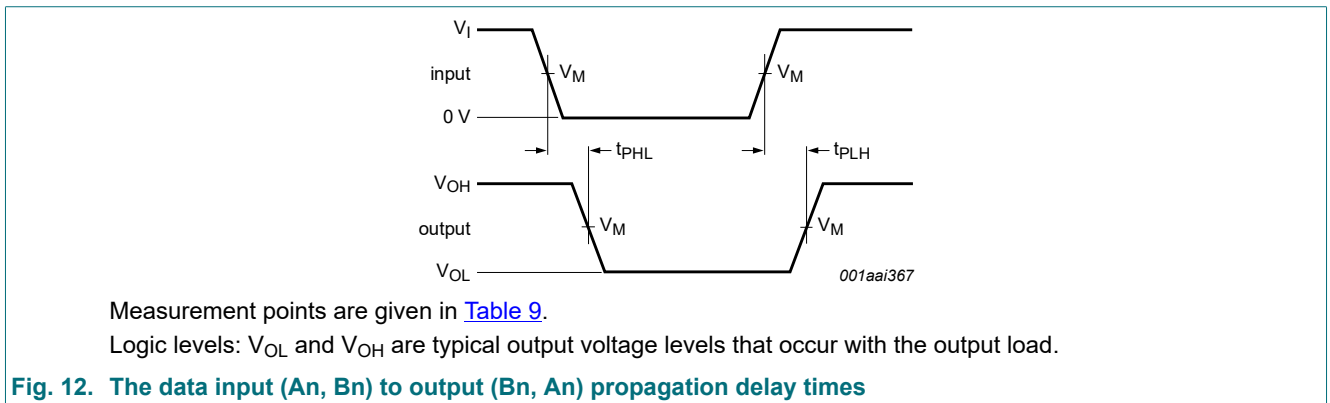 V_I
V_M V_M
input
0 V
t_PHL t_PLH
V_OH
V_M V_M
output
V_OL
001aai367
Measurement points are given in Table 9.
Logic levels: V_OL and V_OH are typical output voltage levels that occur with the output load.
Fig. 12. The data input (An, Bn) to output (Bn, An) propagation delay times